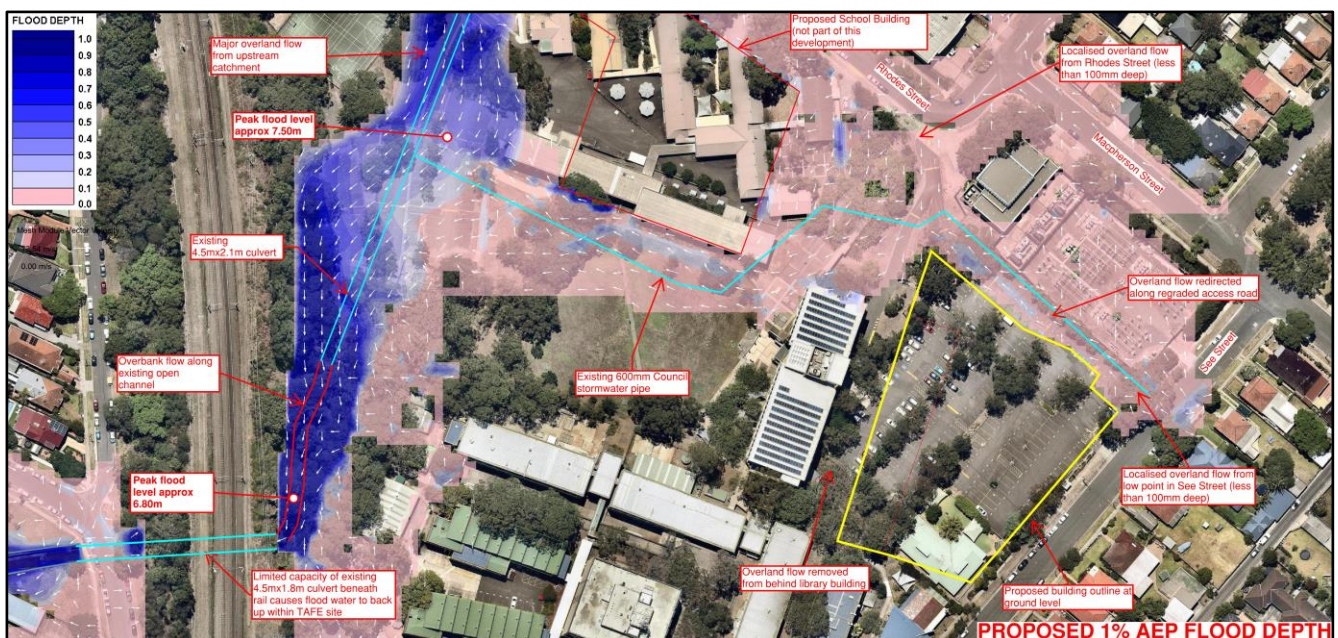 FLOOD DEPTH
1.0
0.9
0.8
0.7
0.6
0.5
0.4
0.3
0.2
0.1
0.0
Mesh Module Vector
0.00 m/s
Major overland flow
from upstream
catchment
Peak flood level
approx 7.50m
Proposed School Building
(not part of this
development)
Rhodes Street
Localised overland flow
from Rhodes Street (less
than 100mm deep)
Macpherson Street
Existing
4.5mx2.1m culvert
Overland flow redirected
along regraded access road
See Street
Overbank flow along
existing open
channel
Existing 600mm Council
stormwater pipe
Peak flood
level approx
6.80m
Localised overland flow from
low point in See Street (less
than 100mm deep)
Limited capacity of existing
4.5mx1.8m culvert beneath
rail causes flood water to back
up within TAFE site
Overland flow removed
from behind library building
Proposed building outline at
ground level
PROPOSED 1% AEP FLOOD DEPTH